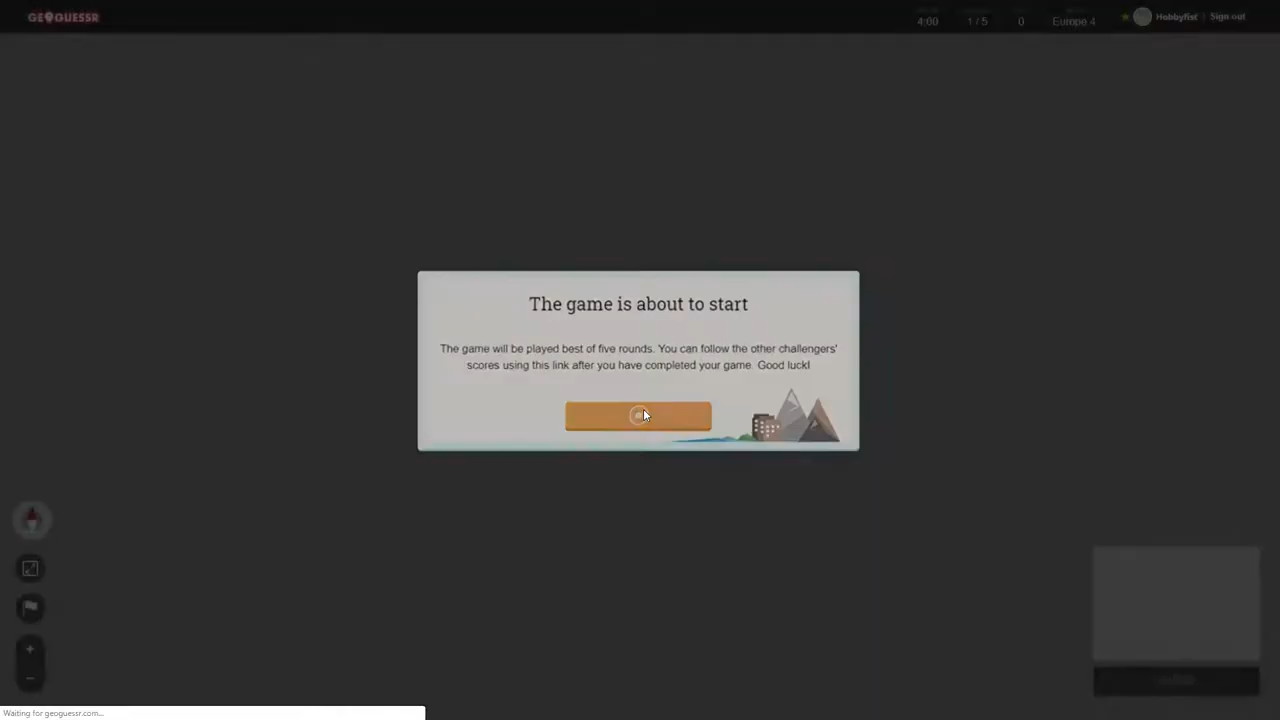 GEOGUESSR
4:00
1 / 5
0
Europe 4
Hobbyfist | Sign out
The game is about to start
The game will be played best of five rounds. You can follow the other challengers'
scores using this link after you have completed your game. Good luck!
+
−
Waiting for geoguessr.com...